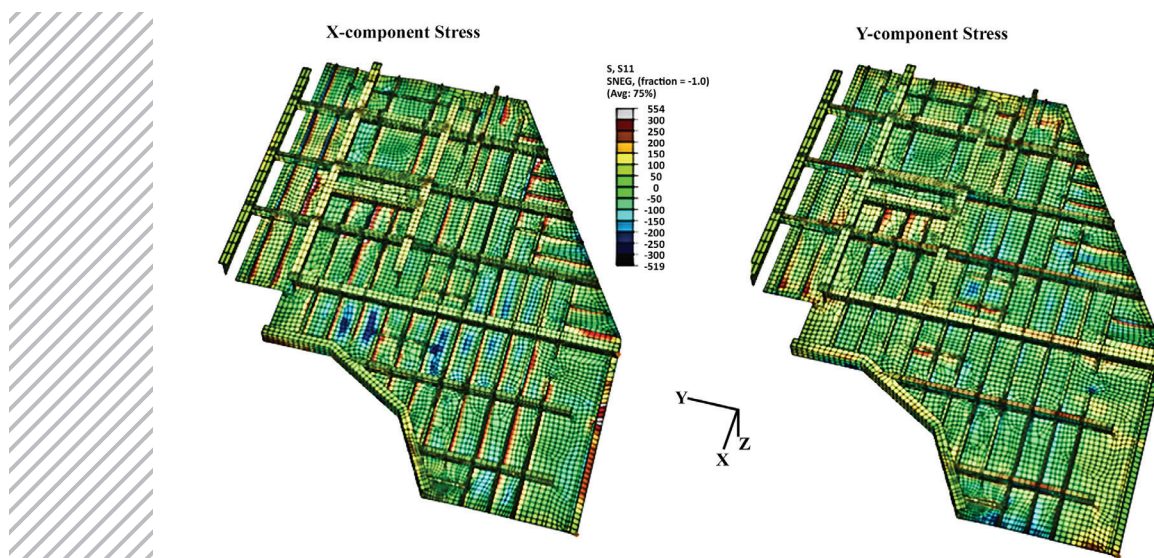 X-component Stress
Y-component Stress
S, S11
SNEG, (fraction = -1.0)
(Avg: 75%)
554
300
250
200
150
100
50
0
-50
-100
-150
-200
-250
-300
-519
Y
Z
X